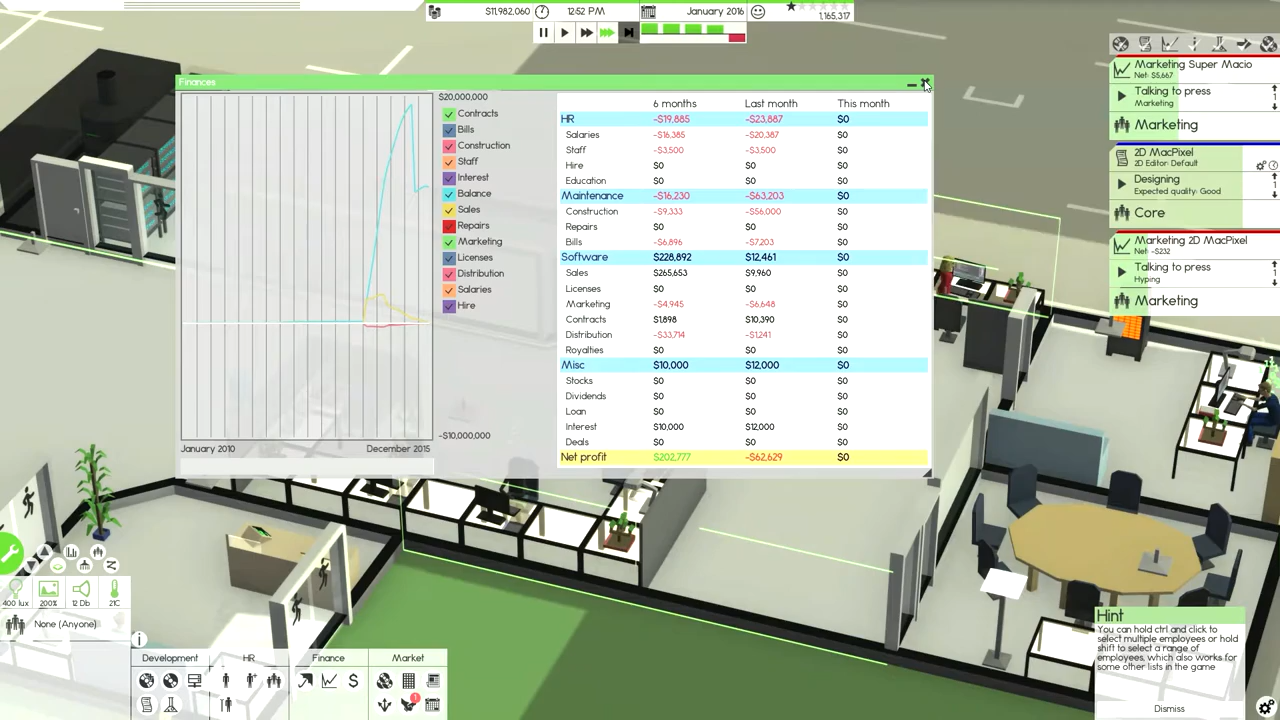 $11,982,060 12:52 PM January 2016 1,165,317
Finances
$20,000,000
Contracts
Bills
Construction
Staff
Interest
Balance
Sales
Repairs
Marketing
Licenses
Distribution
Salaries
Hire
-$10,000,000
January 2010 December 2015
6 months Last month This month
HR -$19,885 -$23,887 $0
Salaries -$16,385 -$20,387 $0
Staff -$3,500 -$3,500 $0
Hire $0 $0 $0
Education $0 $0 $0
Maintenance -$16,230 -$63,203 $0
Construction -$9,333 -$56,000 $0
Repairs $0 $0 $0
Bills -$6,896 -$7,203 $0
Software $228,892 $12,461 $0
Sales $265,653 $9,960 $0
Licenses $0 $0 $0
Marketing -$4,945 -$6,648 $0
Contracts $1,898 $10,390 $0
Distribution -$33,714 -$1,241 $0
Royalties $0 $0 $0
Misc $10,000 $12,000 $0
Stocks $0 $0 $0
Dividends $0 $0 $0
Loan $0 $0 $0
Interest $10,000 $12,000 $0
Deals $0 $0 $0
Net profit $202,777 -$62,629 $0
Marketing Super Macio
Net: $5,667
Talking to press 1
Marketing
Marketing
2D MacPixel
2D Editor: Default
Designing 1
Expected quality: Good
Core
Marketing 2D MacPixel
Net: -$232
Talking to press 1
Hyping
Marketing
400 lux 200% 12 Db 21C
None (Anyone)
i
Development HR Finance Market
1
Hint
You can hold ctrl and click to
select multiple employees or hold
shift to select a range of
employees, which also works for
some other lists in the game
Dismiss